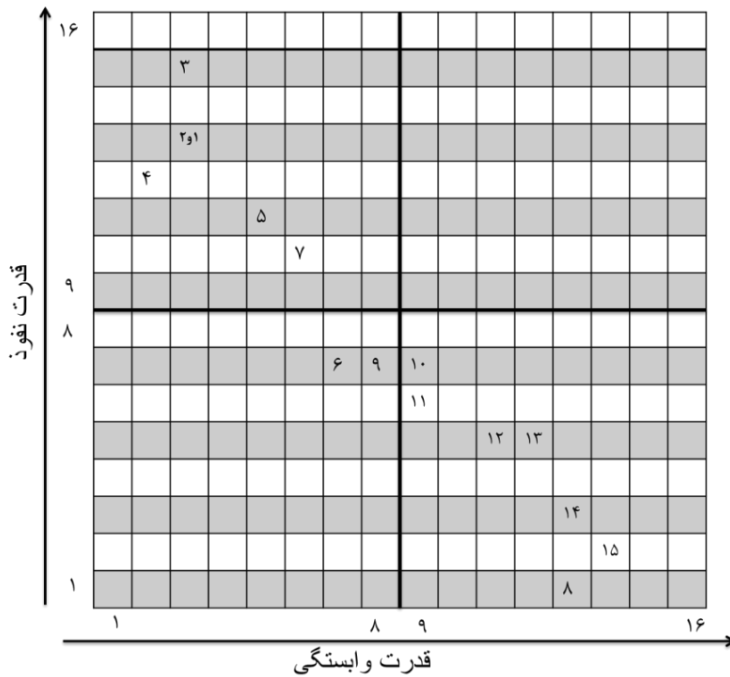 ۱۶
۳
۱و۲
۴
۵
۷
۹
۸
۶ ۹ ۱۰
۱۱
۱۲ ۱۳
۱۴
۱۵
۱
۸
۱ ۸ ۹ ۱۶
قدرت نفوذ
قدرت وابستگی